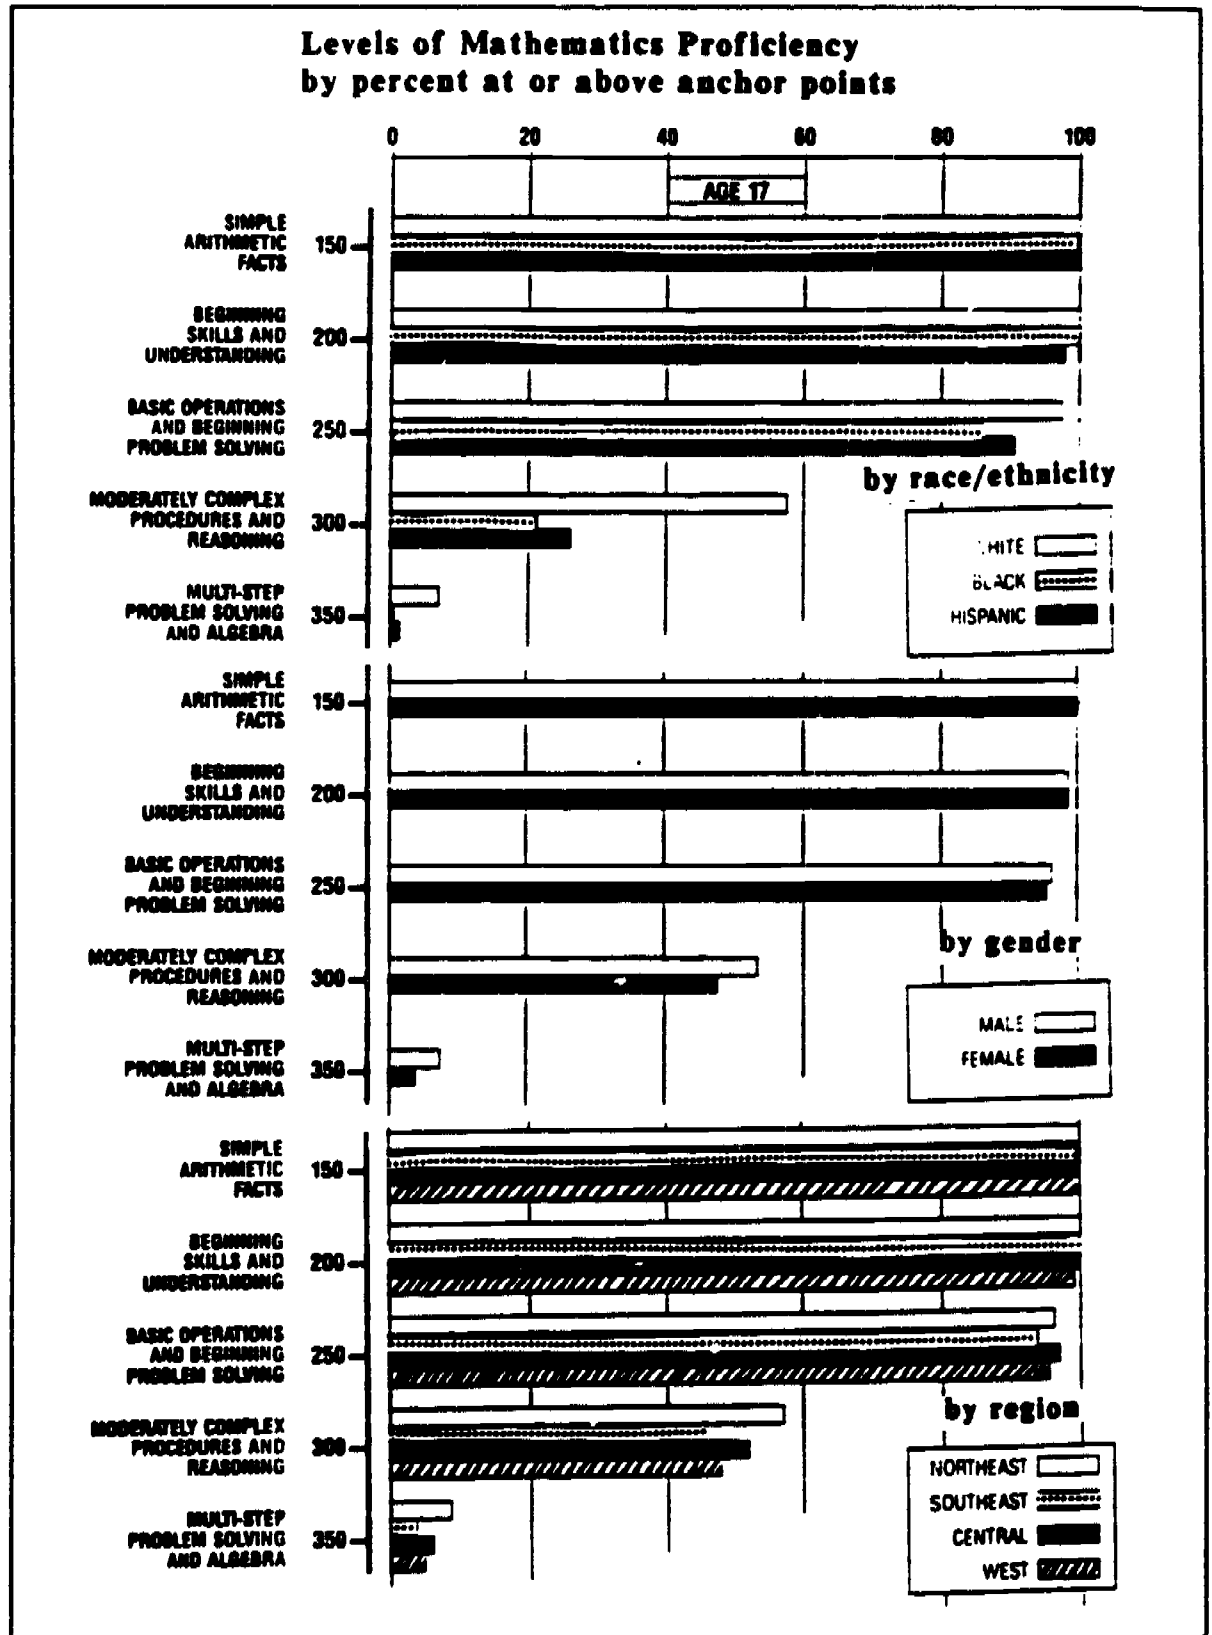 Levels of Mathematics Proficiency
by percent at or above anchor points
0 20 40 60 80 100
AGE 17
SIMPLE
ARITHMETIC
FACTS
150
BEGINNING
SKILLS AND
UNDERSTANDING
200
BASIC OPERATIONS
AND BEGINNING
PROBLEM SOLVING
250
MODERATELY COMPLEX
PROCEDURES AND
REASONING
300
MULTI-STEP
PROBLEM SOLVING
AND ALGEBRA
350
by race/ethnicity
WHITE
BLACK
HISPANIC
SIMPLE
ARITHMETIC
FACTS
150
BEGINNING
SKILLS AND
UNDERSTANDING
200
BASIC OPERATIONS
AND BEGINNING
PROBLEM SOLVING
250
MODERATELY COMPLEX
PROCEDURES AND
REASONING
300
MULTI-STEP
PROBLEM SOLVING
AND ALGEBRA
350
by gender
MALE
FEMALE
SIMPLE
ARITHMETIC
FACTS
150
BEGINNING
SKILLS AND
UNDERSTANDING
200
BASIC OPERATIONS
AND BEGINNING
PROBLEM SOLVING
250
MODERATELY COMPLEX
PROCEDURES AND
REASONING
300
MULTI-STEP
PROBLEM SOLVING
AND ALGEBRA
350
by region
NORTHEAST
SOUTHEAST
CENTRAL
WEST